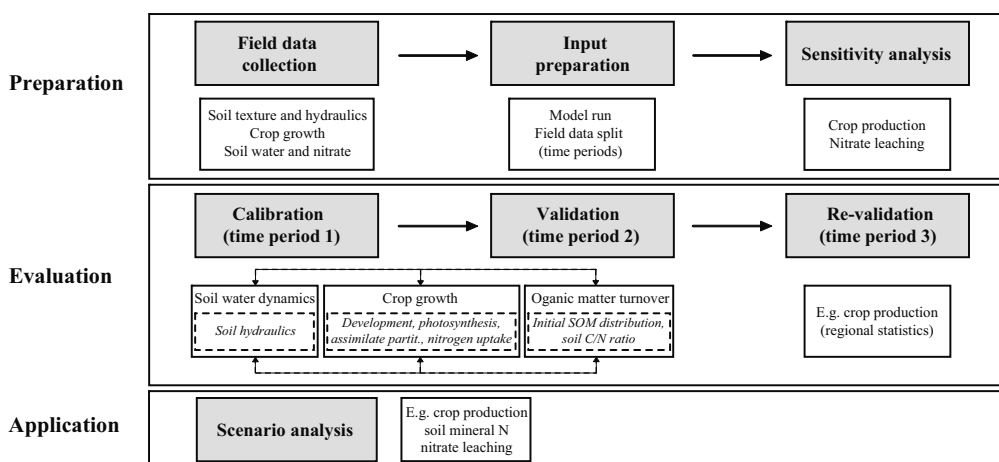 Preparation
Field data
collection
Input
preparation
Sensitivity analysis
Soil texture and hydraulics
Crop growth
Soil water and nitrate
Model run
Field data split
(time periods)
Crop production
Nitrate leaching
Evaluation
Calibration
(time period 1)
Validation
(time period 2)
Re-validation
(time period 3)
Soil water dynamics
Soil hydraulics
Crop growth
Development, photosynthesis,
assimilate partit., nitrogen uptake
Oganic matter turnover
Initial SOM distribution,
soil C/N ratio
E.g. crop production
(regional statistics)
Application
Scenario analysis
E.g. crop production
soil mineral N
nitrate leaching